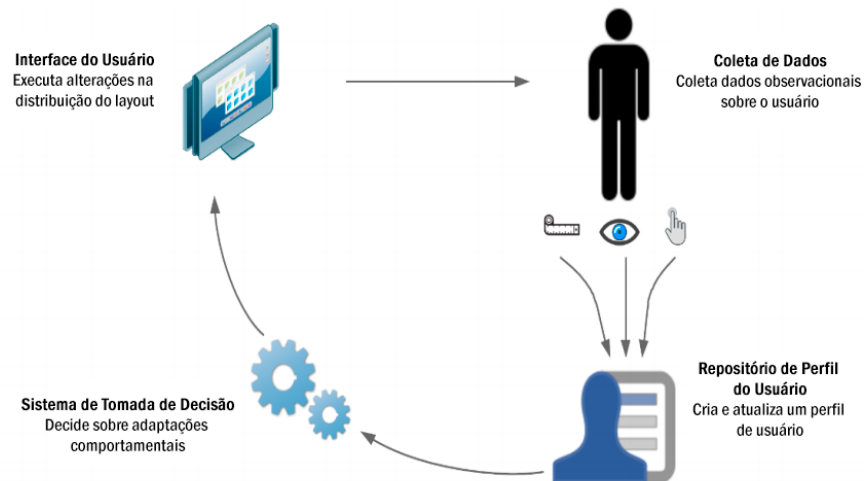 Interface do Usuário
Executa alterações na
distribuição do layout
Coleta de Dados
Coleta dados observacionais
sobre o usuário
Repositório de Perfil
do Usuário
Cria e atualiza um perfil
de usuário
Sistema de Tomada de Decisão
Decide sobre adaptações
comportamentais